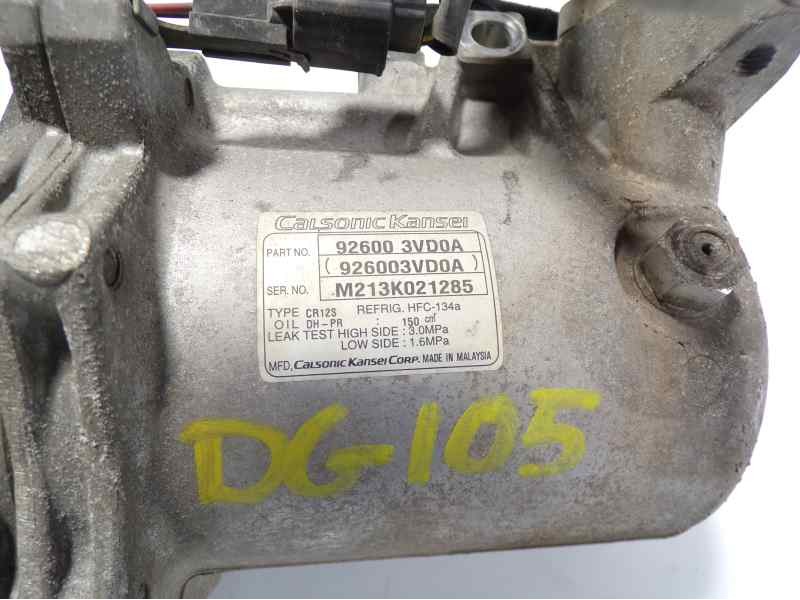 Calsonic Kansei
PART NO. 92600 3VD0A
(926003VD0A)
SER. NO. M213K021285
TYPE CR12S REFRIG. HFC-134a
OIL DH-PR : 150 cm³
LEAK TEST HIGH SIDE : 3.0MPa
LOW SIDE : 1.6MPa
MFD, Calsonic Kansei Corp. MADE IN MALAYSIA
DG-105